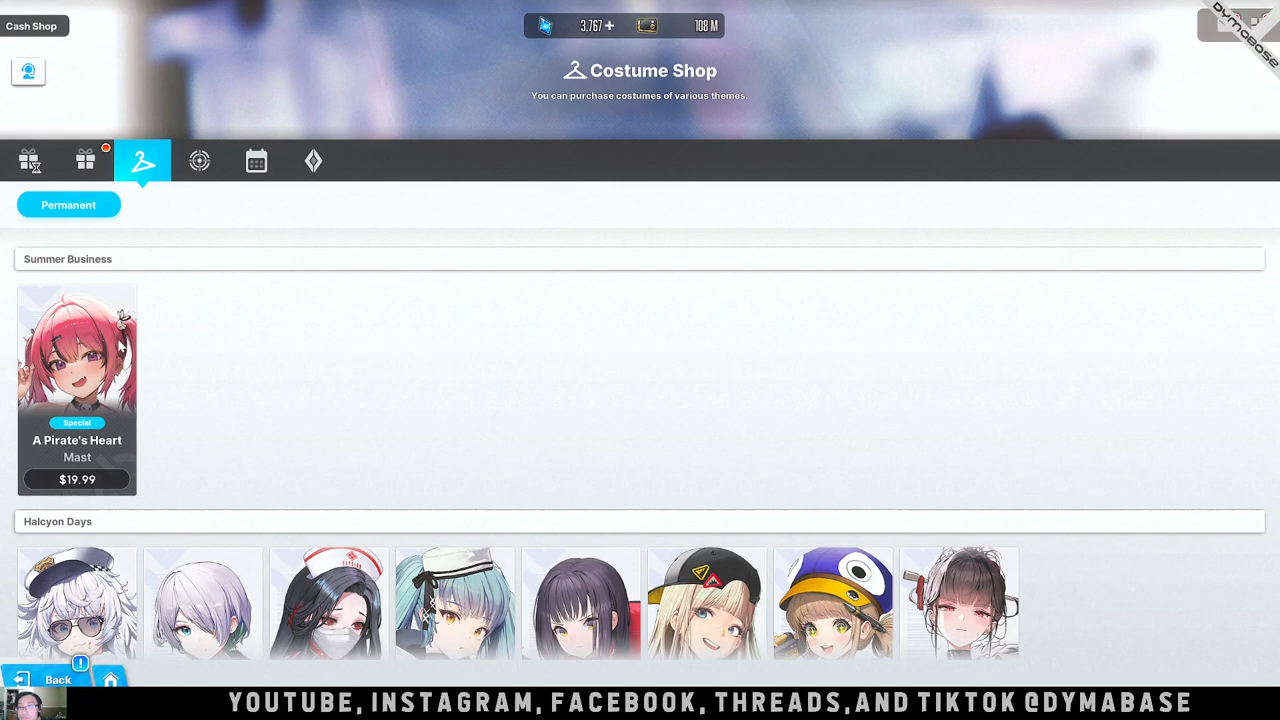 Cash Shop
3,767 +
108 M
DYMABASE
Costume Shop
You can purchase costumes of various themes.
Permanent
Summer Business
Special
A Pirate's Heart
Mast
$19.99
Halcyon Days
Back
YOUTUBE, INSTAGRAM, FACEBOOK, THREADS,AND TIKTOK @DYMABASE